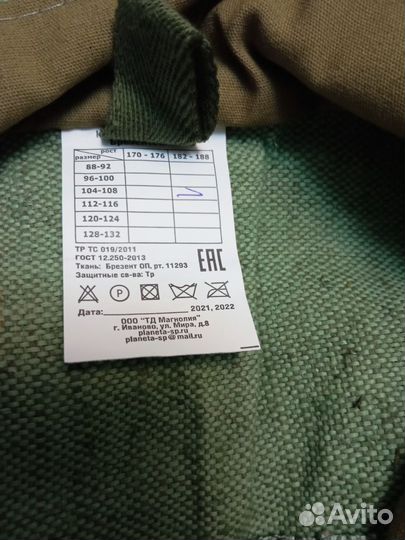 рост
размер
170 - 176
182 - 188
88-92
96-100
104-108
112-116
120-124
128-132
ТР ТС 019/2011
ГОСТ 12.250-2013
Ткань: Брезент ОП, рт. 11293
Защитные св-ва: Тр
EAC
P
Дата: 2021, 2022
ООО "ТД Магнолия"
г. Иваново, ул. Мира, д.8
planeta-sp.ru
planeta-sp@mail.ru
Avito